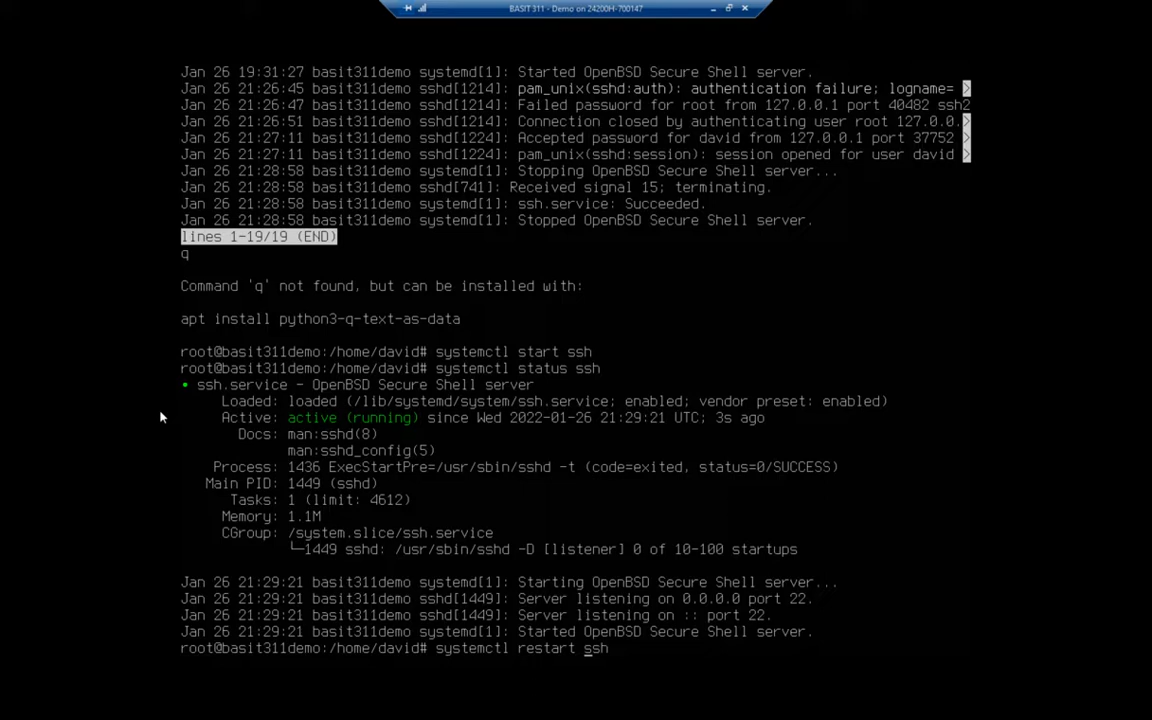 BASIT 311 - Demo on 24200H-700147
Jan 26 19:31:27 basit311demo systemd[1]: Started OpenBSD Secure Shell server.
Jan 26 21:26:45 basit311demo sshd[1214]: pam_unix(sshd:auth): authentication failure; logname= >
Jan 26 21:26:47 basit311demo sshd[1214]: Failed password for root from 127.0.0.1 port 40482 ssh2
Jan 26 21:26:51 basit311demo sshd[1214]: Connection closed by authenticating user root 127.0.0.>
Jan 26 21:27:11 basit311demo sshd[1224]: Accepted password for david from 127.0.0.1 port 37752 >
Jan 26 21:27:11 basit311demo sshd[1224]: pam_unix(sshd:session): session opened for user david >
Jan 26 21:28:58 basit311demo systemd[1]: Stopping OpenBSD Secure Shell server...
Jan 26 21:28:58 basit311demo sshd[741]: Received signal 15; terminating.
Jan 26 21:28:58 basit311demo systemd[1]: ssh.service: Succeeded.
Jan 26 21:28:58 basit311demo systemd[1]: Stopped OpenBSD Secure Shell server.
lines 1-19/19 (END)
q
Command 'q' not found, but can be installed with:
apt install python3-q-text-as-data
root@basit311demo:/home/david# systemctl start ssh
root@basit311demo:/home/david# systemctl status ssh
• ssh.service - OpenBSD Secure Shell server
Loaded: loaded (/lib/systemd/system/ssh.service; enabled; vendor preset: enabled)
Active: active (running) since Wed 2022-01-26 21:29:21 UTC; 3s ago
Docs: man:sshd(8)
man:sshd_config(5)
Process: 1436 ExecStartPre=/usr/sbin/sshd -t (code=exited, status=0/SUCCESS)
Main PID: 1449 (sshd)
Tasks: 1 (limit: 4612)
Memory: 1.1M
CGroup: /system.slice/ssh.service
└─1449 sshd: /usr/sbin/sshd -D [listener] 0 of 10-100 startups
Jan 26 21:29:21 basit311demo systemd[1]: Starting OpenBSD Secure Shell server...
Jan 26 21:29:21 basit311demo sshd[1449]: Server listening on 0.0.0.0 port 22.
Jan 26 21:29:21 basit311demo sshd[1449]: Server listening on :: port 22.
Jan 26 21:29:21 basit311demo systemd[1]: Started OpenBSD Secure Shell server.
root@basit311demo:/home/david# systemctl restart ssh